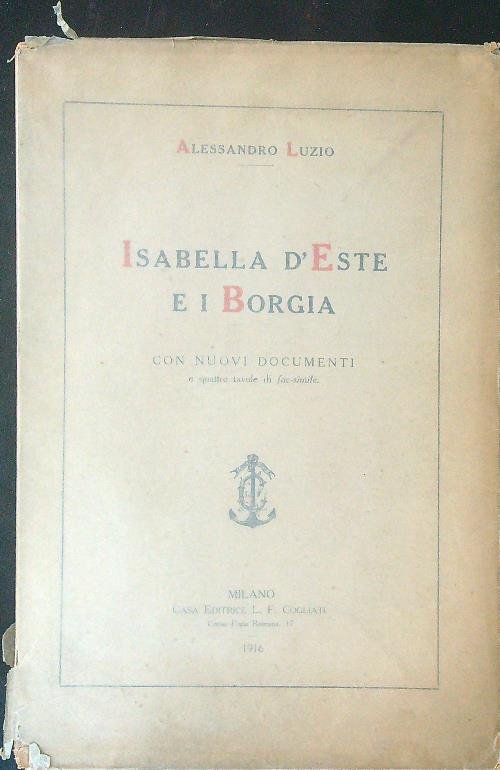 Alessandro Luzio
Isabella d'Este
e i Borgia
CON NUOVI DOCUMENTI
e quattro tavole di fac-simile.
MILANO
Casa Editrice L. F. Cogliati
Corso Porta Romana, 17
1916